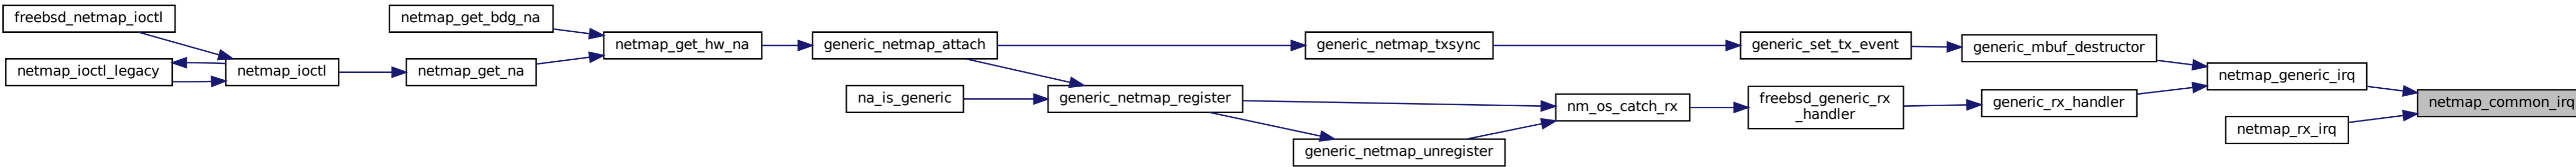 freebsd_netmap_ioctl
netmap_ioctl_legacy
netmap_ioctl
netmap_get_bdg_na
netmap_get_na
netmap_get_hw_na
generic_netmap_attach
na_is_generic
generic_netmap_register
generic_netmap_txsync
generic_netmap_unregister
nm_os_catch_rx
generic_set_tx_event
freebsd_generic_rx
_handler
generic_mbuf_destructor
generic_rx_handler
netmap_generic_irq
netmap_rx_irq
netmap_common_irq